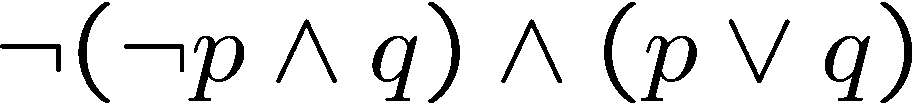 ¬(¬p ∧ q) ∧ (p ∨ q)